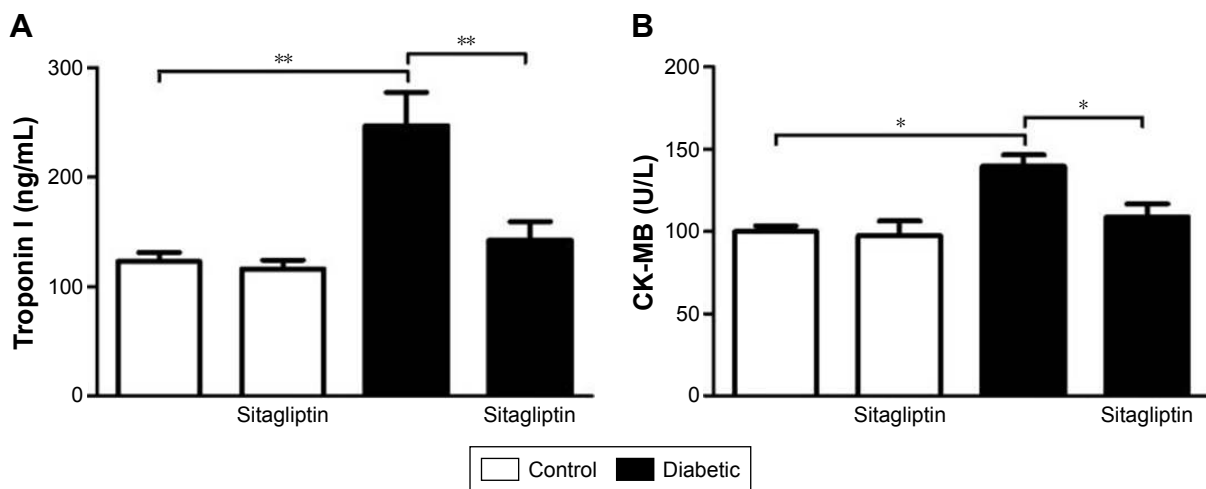 A
Troponin I (ng/mL)
300
200
100
0
**
**
Sitagliptin
Sitagliptin
B
CK-MB (U/L)
200
150
100
50
0
*
*
Sitagliptin
Sitagliptin
Control
Diabetic